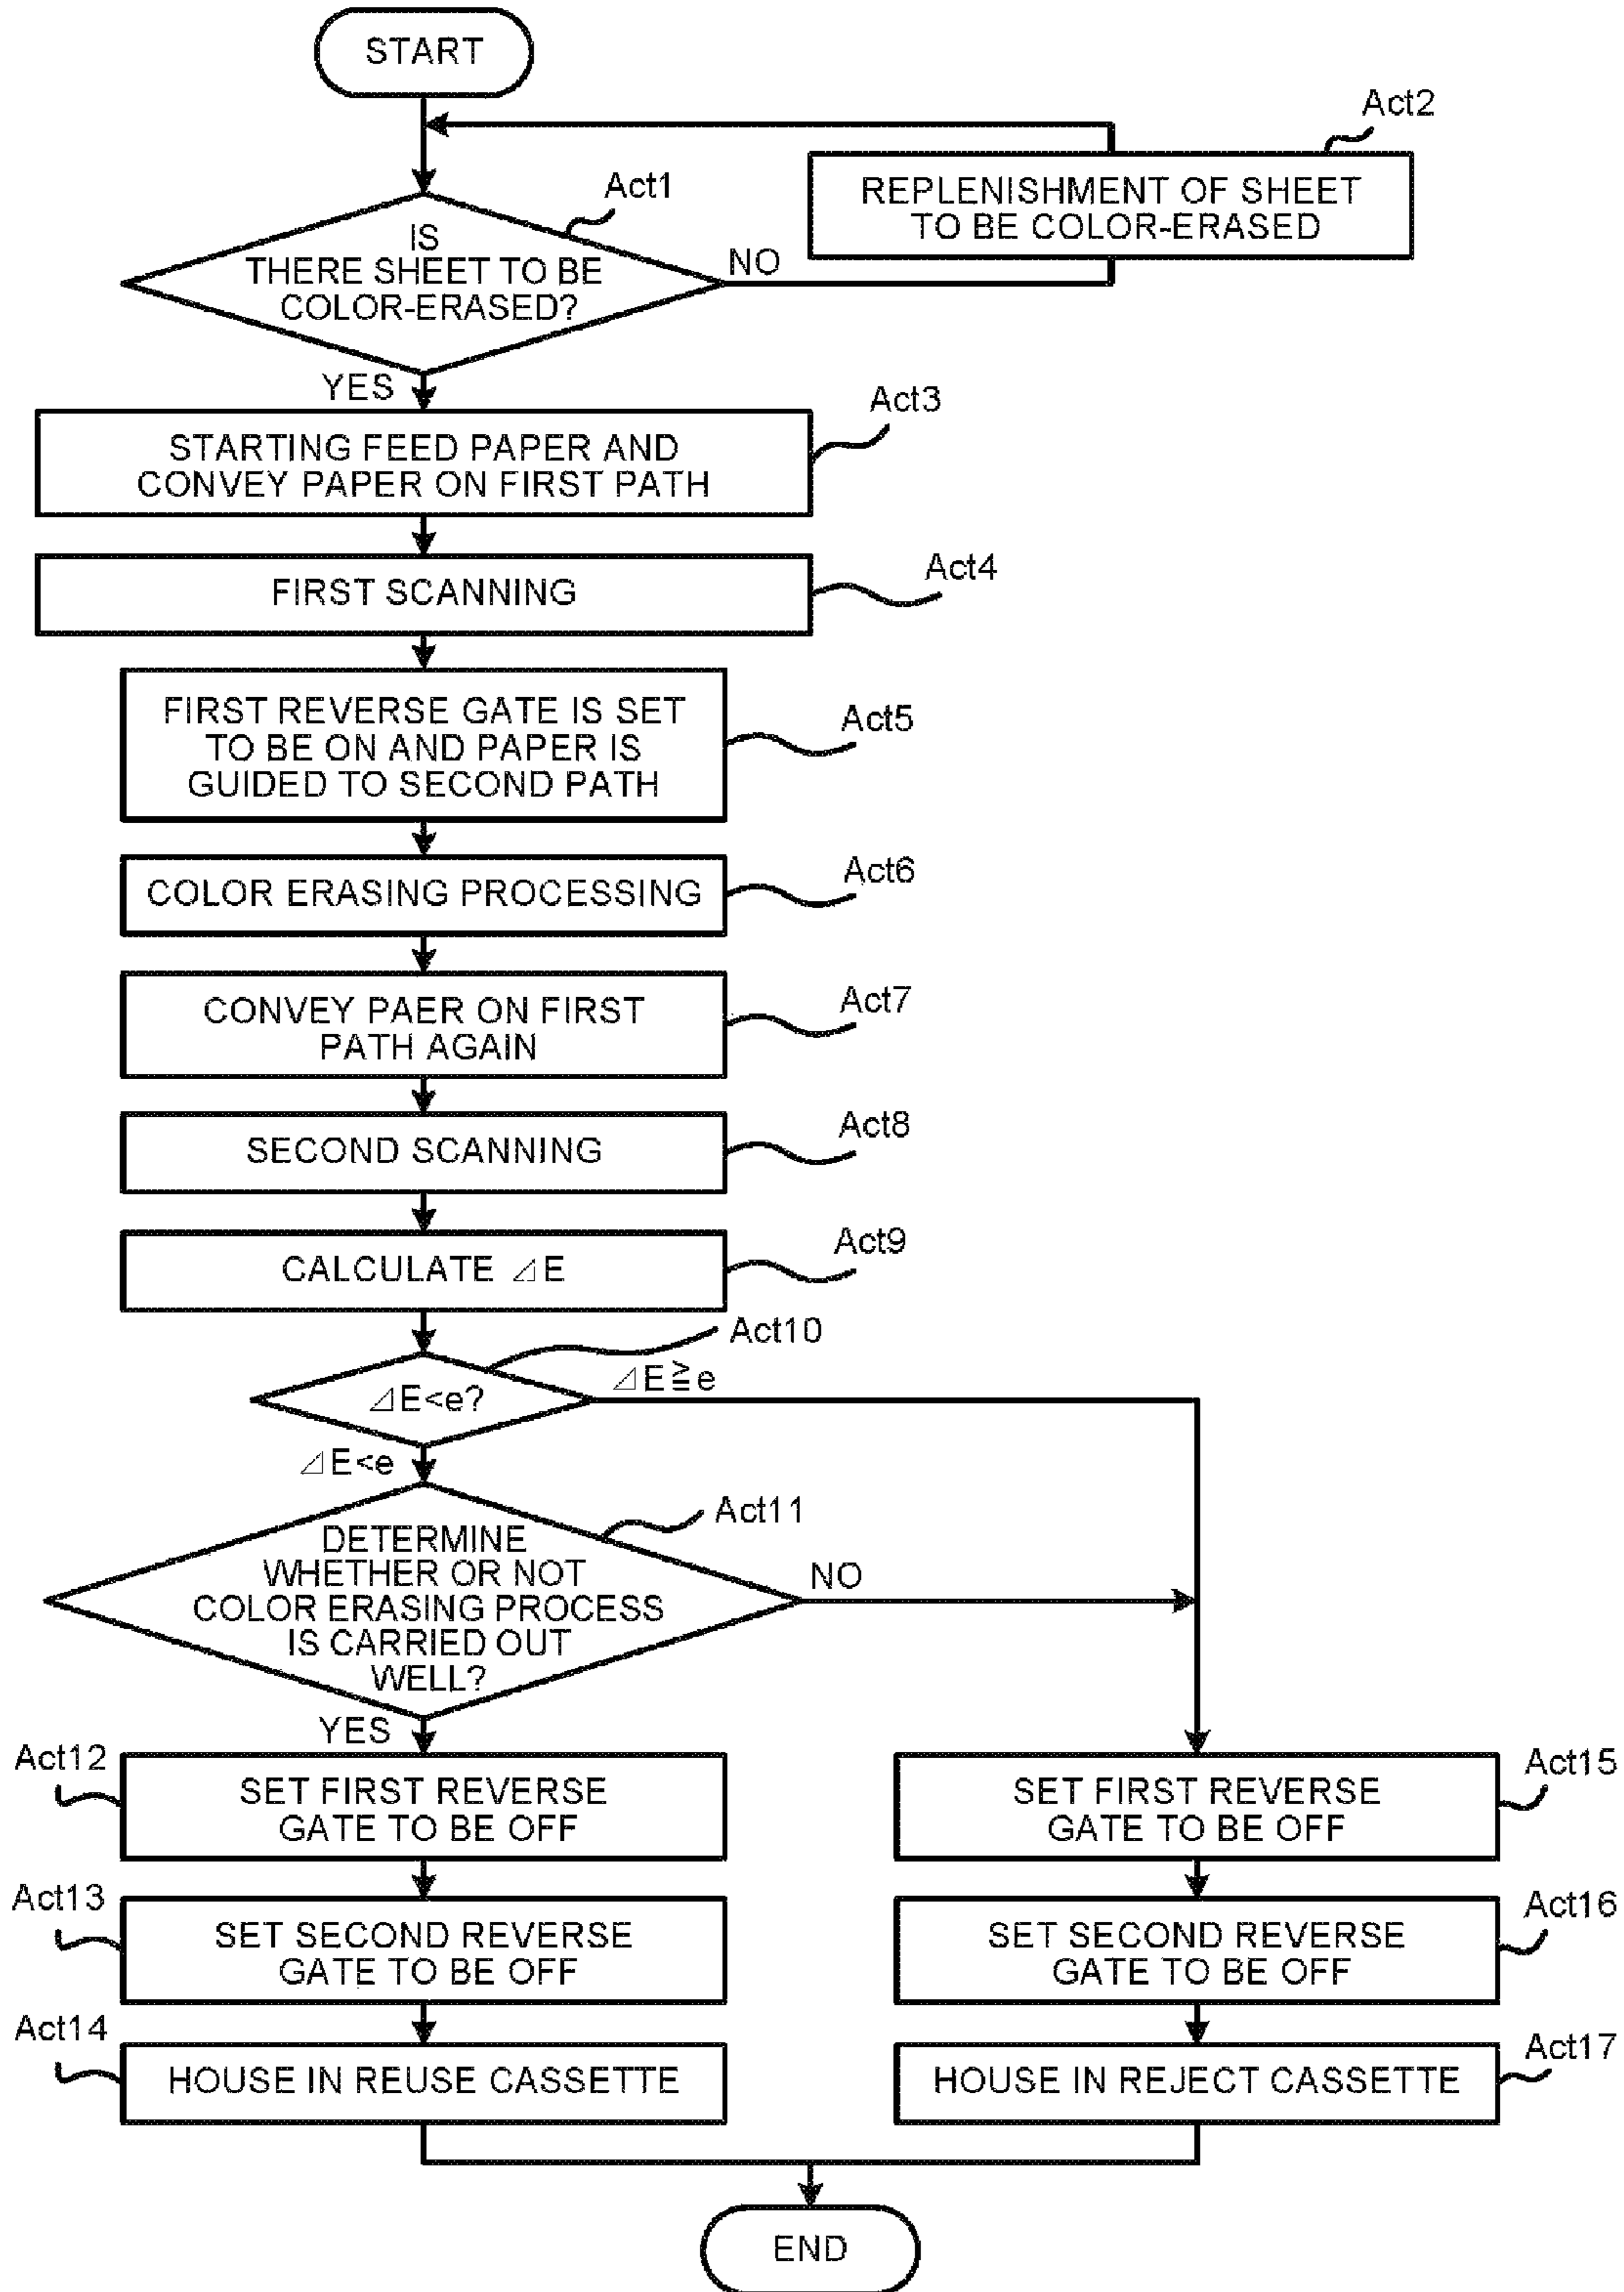 START
Act2
REPLENISHMENT OF SHEET
TO BE COLOR-ERASED
Act1
IS
THERE SHEET TO BE
COLOR-ERASED?
NO
YES
Act3
STARTING FEED PAPER AND
CONVEY PAPER ON FIRST PATH
Act4
FIRST SCANNING
FIRST REVERSE GATE IS SET
TO BE ON AND PAPER IS
GUIDED TO SECOND PATH
Act5
Act6
COLOR ERASING PROCESSING
Act7
CONVEY PAER ON FIRST
PATH AGAIN
Act8
SECOND SCANNING
Act9
CALCULATE ⊿E
Act10
⊿E<e?
⊿E≧e
⊿E<e
Act11
DETERMINE
WHETHER OR NOT
COLOR ERASING PROCESS
IS CARRIED OUT
WELL?
NO
YES
Act12
SET FIRST REVERSE
GATE TO BE OFF
Act15
SET FIRST REVERSE
GATE TO BE OFF
Act13
SET SECOND REVERSE
GATE TO BE OFF
Act16
SET SECOND REVERSE
GATE TO BE OFF
Act14
HOUSE IN REUSE CASSETTE
Act17
HOUSE IN REJECT CASSETTE
END